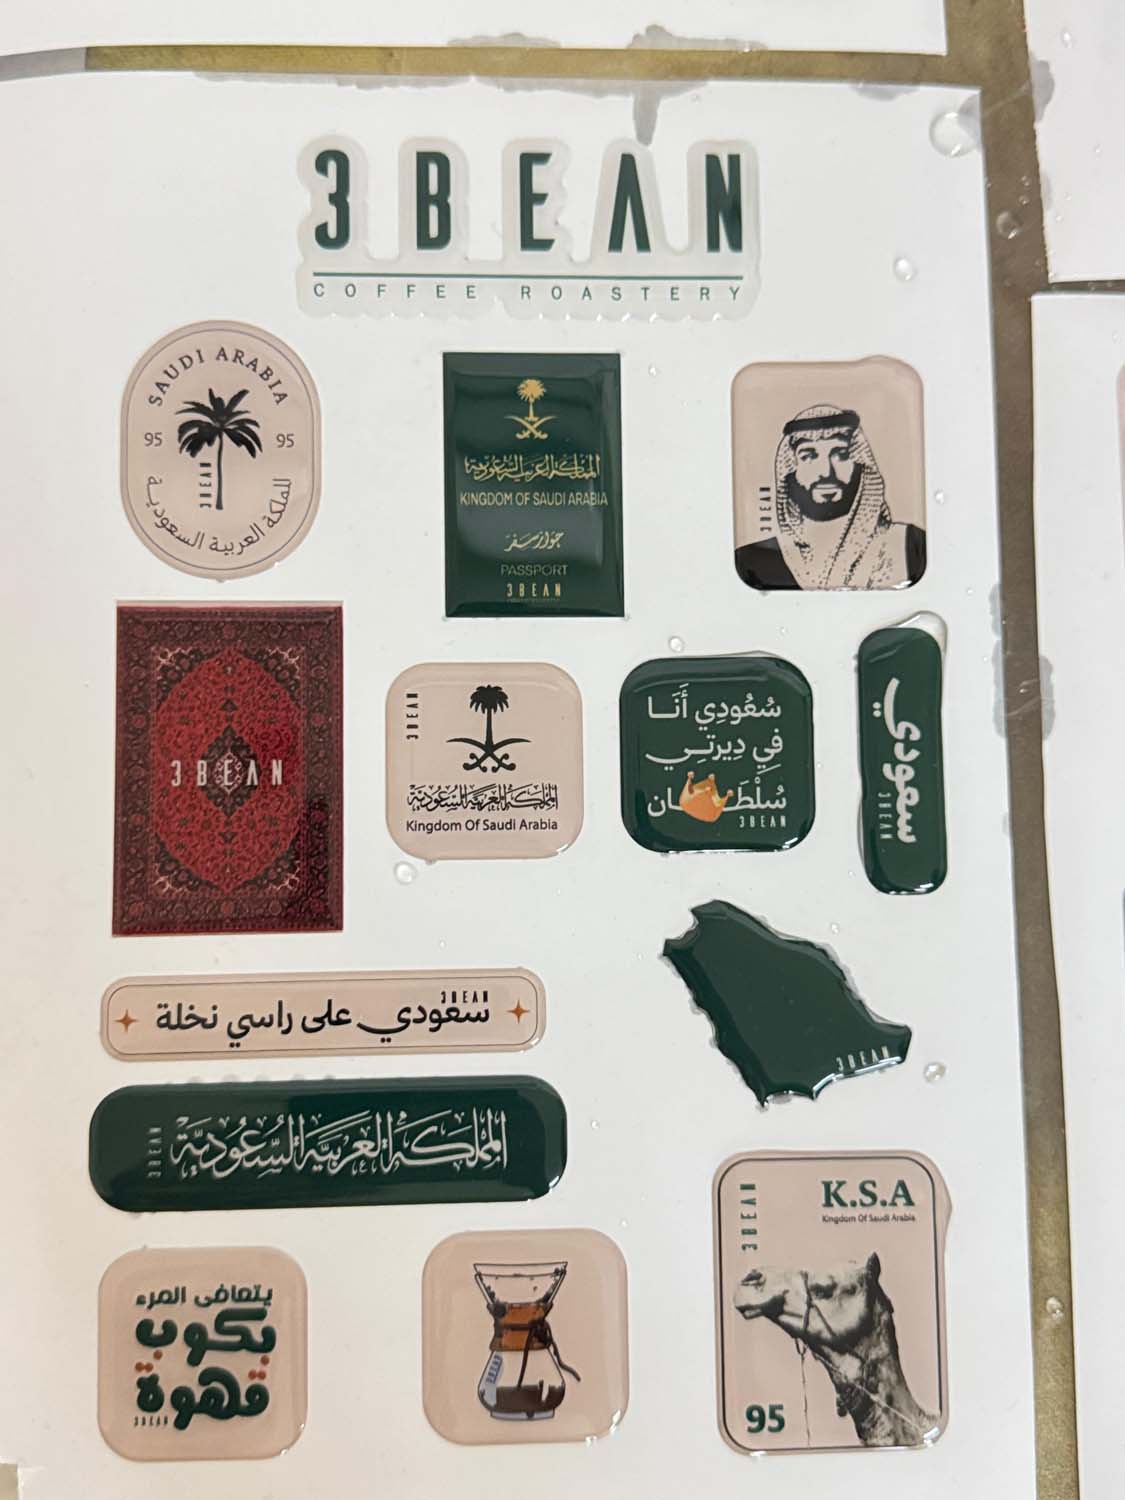 3BEAN
COFFEE ROASTERY
SAUDI ARABIA
95 95
3BEAN
المملكة العربية السعودية
المملكة العربية السعودية
KINGDOM OF SAUDI ARABIA
جواز سفر
PASSPORT
3BEAN
3BEAN
3BEAN
3BEAN
المملكة العربية السعودية
Kingdom Of Saudi Arabia
سُعُودِي أَنَا
فِي دِيرتِي
سُلْطَان
3BEAN
سعودي
3BEAN
3BEAN
سعودي على راسي نخلة
3BEAN
المملكة العربية السعودية
3BEAN
3BEAN
K.S.A
Kingdom Of Saudi Arabia
95
يتعافى المرء
بكوب
قهوة
3BEAN
3BEAN